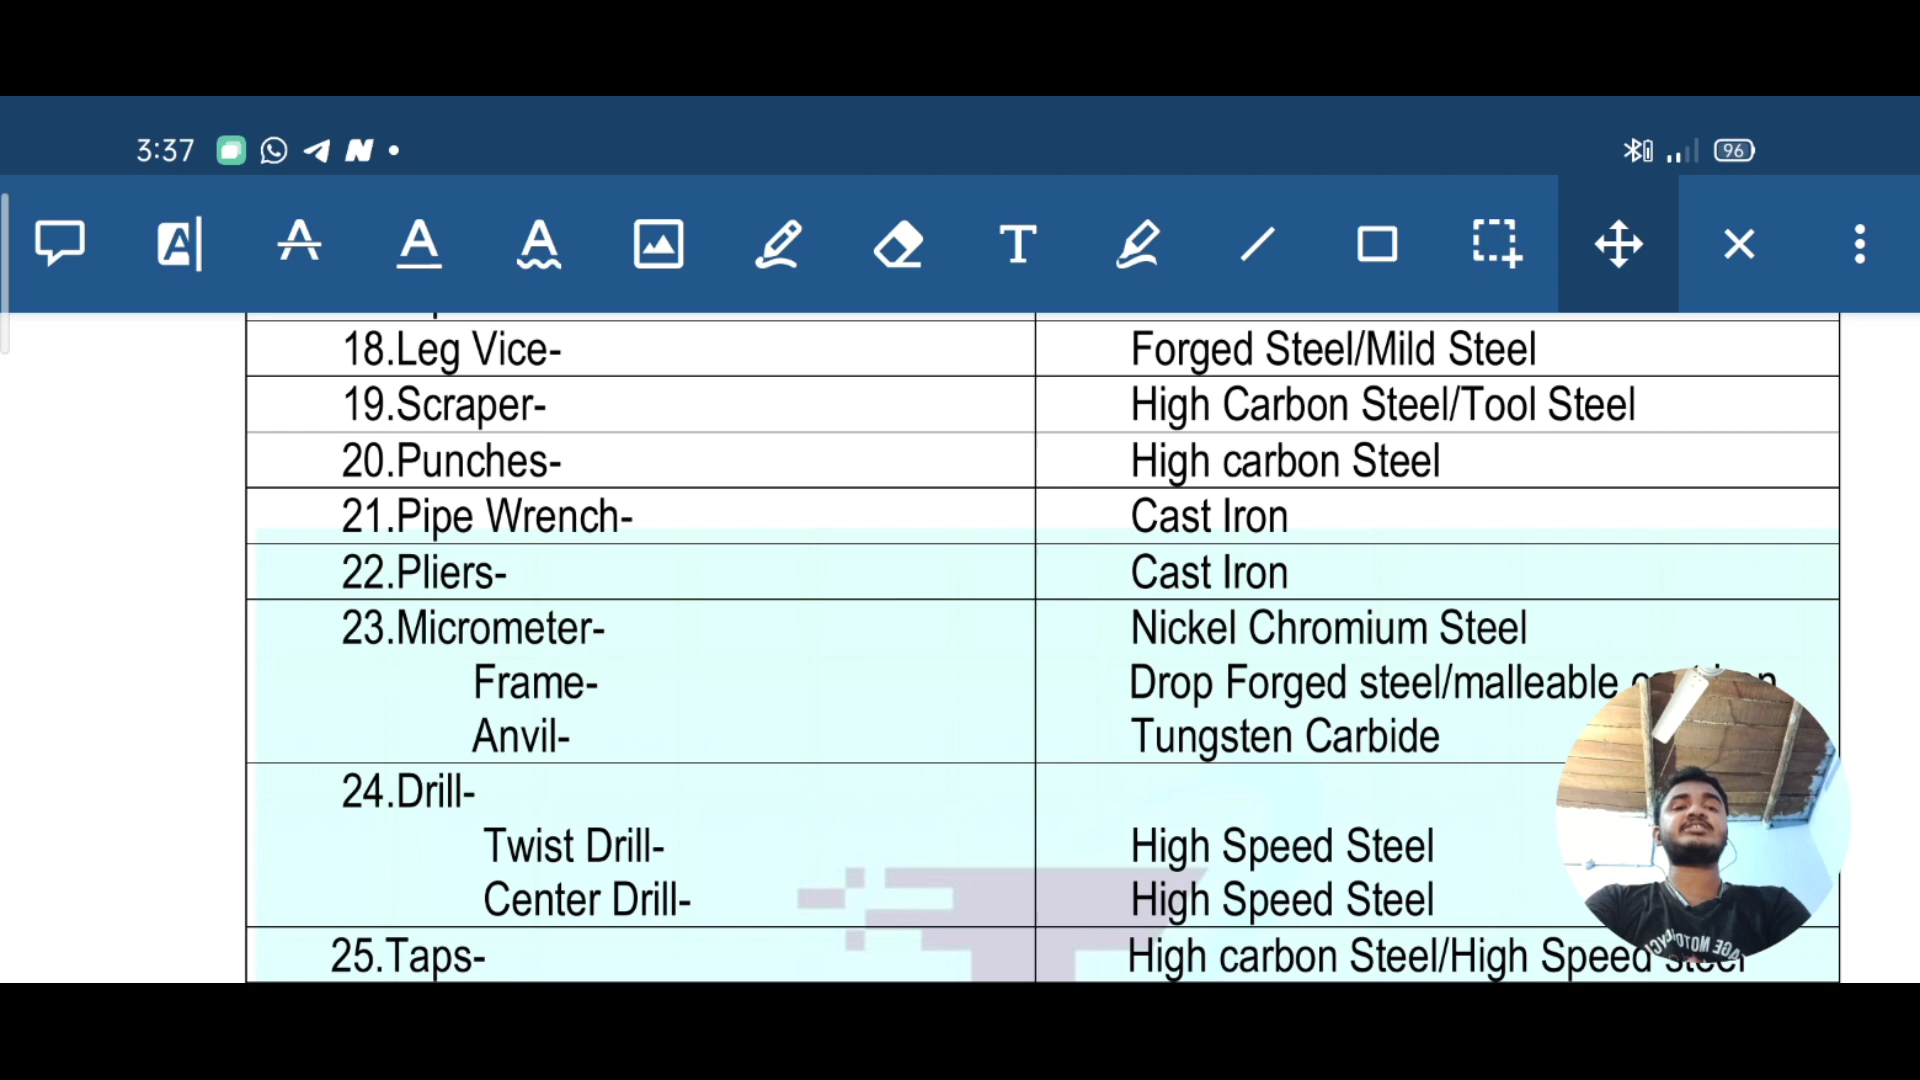 3:37
96
18.Leg Vice- Forged Steel/Mild Steel
19.Scraper- High Carbon Steel/Tool Steel
20.Punches- High carbon Steel
21.Pipe Wrench- Cast Iron
22.Pliers- Cast Iron
23.Micrometer- Nickel Chromium Steel
Frame- Drop Forged steel/malleable
Anvil- Tungsten Carbide
24.Drill-
Twist Drill- High Speed Steel
Center Drill- High Speed Steel
25.Taps- High carbon Steel/High Speed steel